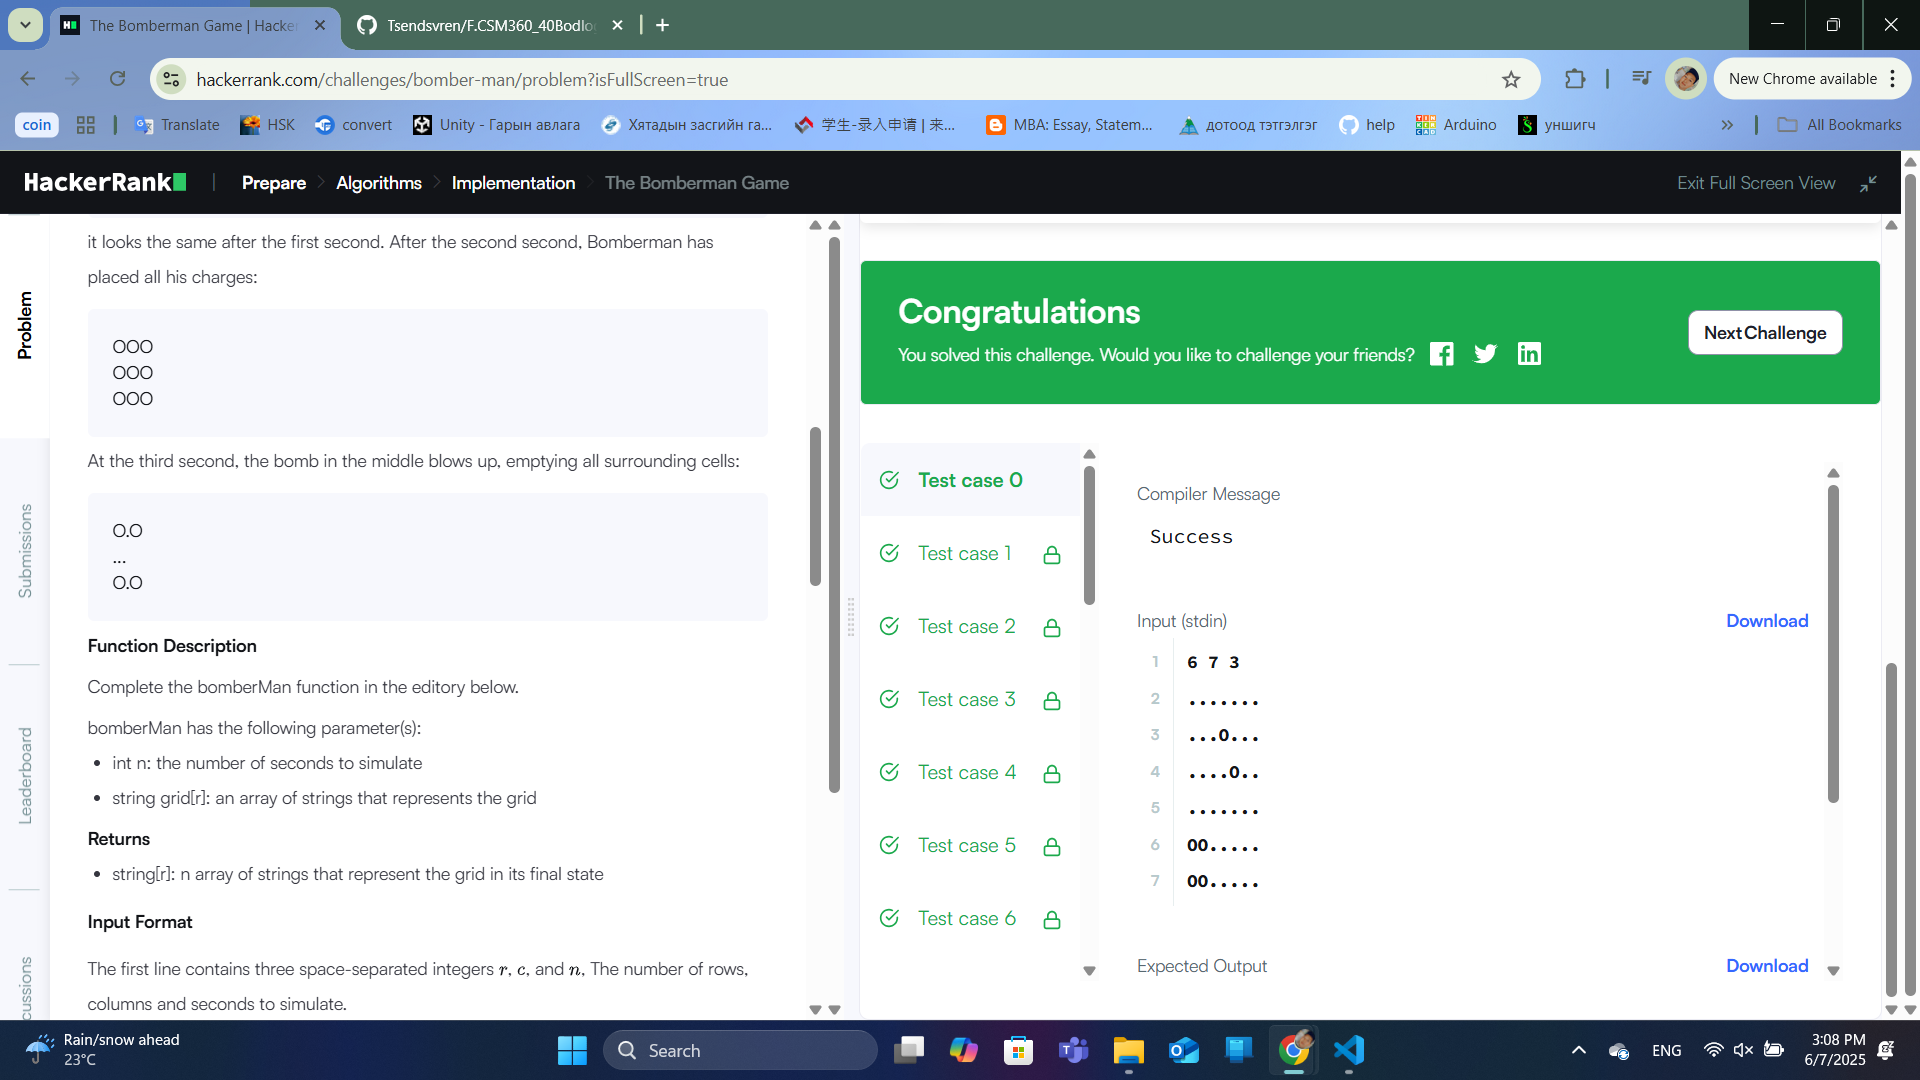 The Bomberman Game | Hacker
Tsendsvren/F.CSM360_40Bodlo
hackerrank.com/challenges/bomber-man/problem?isFullScreen=true
New Chrome available
coin
Translate
HSK
convert
Unity - Гарын авлага
Хятадын засгийн га...
学生-录入申请 | 来...
MBA: Essay, Statem...
дотоод тэтгэлгэг
help
Arduino
уншигч
All Bookmarks
HackerRank
Prepare
Algorithms
Implementation
The Bomberman Game
Exit Full Screen View
Problem
Submissions
Leaderboard
cussions
it looks the same after the first second. After the second second, Bomberman has
placed all his charges:
OOO
OOO
OOO
At the third second, the bomb in the middle blows up, emptying all surrounding cells:
O.O
...
O.O
Function Description
Complete the bomberMan function in the editory below.
bomberMan has the following parameter(s):
• int n: the number of seconds to simulate
• string grid[r]: an array of strings that represents the grid
Returns
• string[r]: n array of strings that represent the grid in its final state
Input Format
The first line contains three space-separated integers r, c, and n, The number of rows,
columns and seconds to simulate.
Congratulations
You solved this challenge. Would you like to challenge your friends?
Next Challenge
Test case 0
Test case 1
Test case 2
Test case 3
Test case 4
Test case 5
Test case 6
Compiler Message
Success
Input (stdin)
Download
1 6 7 3
2 .......
3 ...O...
4 ....O..
5 .......
6 OO.....
7 OO.....
Expected Output
Download
Rain/snow ahead
23°C
Search
ENG
3:08 PM
6/7/2025